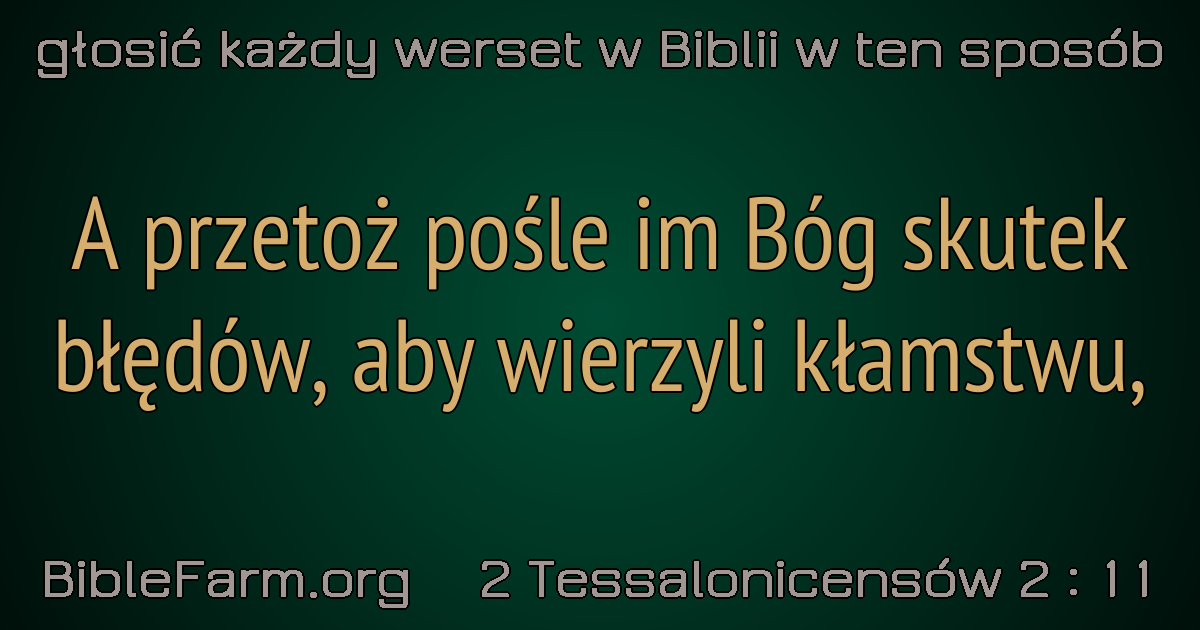 głosić każdy werset w Biblii w ten sposób
A przetoż pośle im Bóg skutek
błędów, aby wierzyli kłamstwu,
BibleFarm.org 2 Tessalonicensów 2 : 11